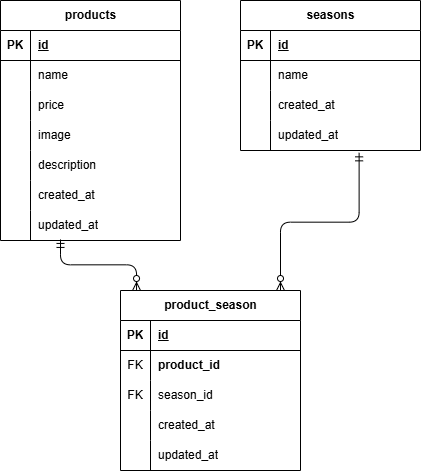 products
PK id
name
price
image
description
created_at
updated_at
seasons
PK id
name
created_at
updated_at
product_season
PK id
FK product_id
FK season_id
created_at
updated_at